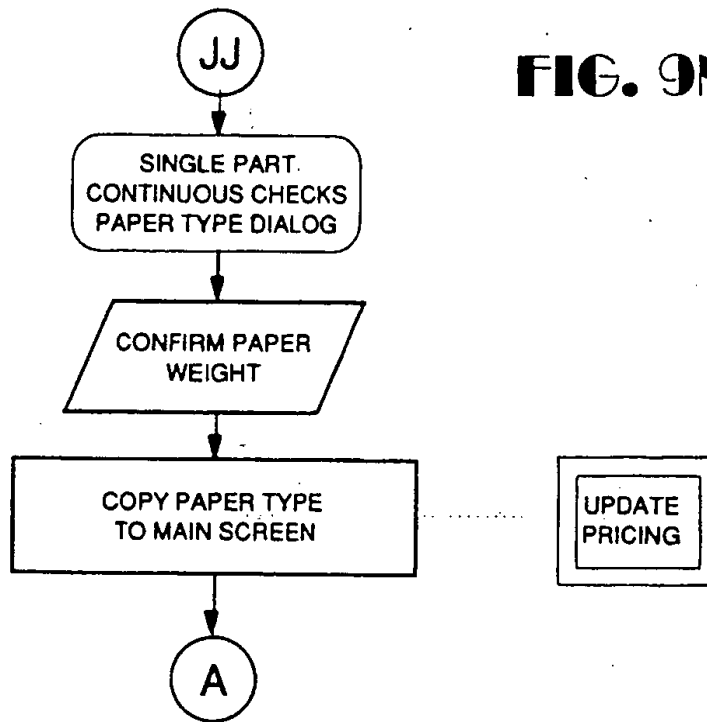 JJ
FIG. 9
SINGLE PART
CONTINUOUS CHECKS
PAPER TYPE DIALOG
CONFIRM PAPER
WEIGHT
COPY PAPER TYPE
TO MAIN SCREEN
UPDATE
PRICING
A